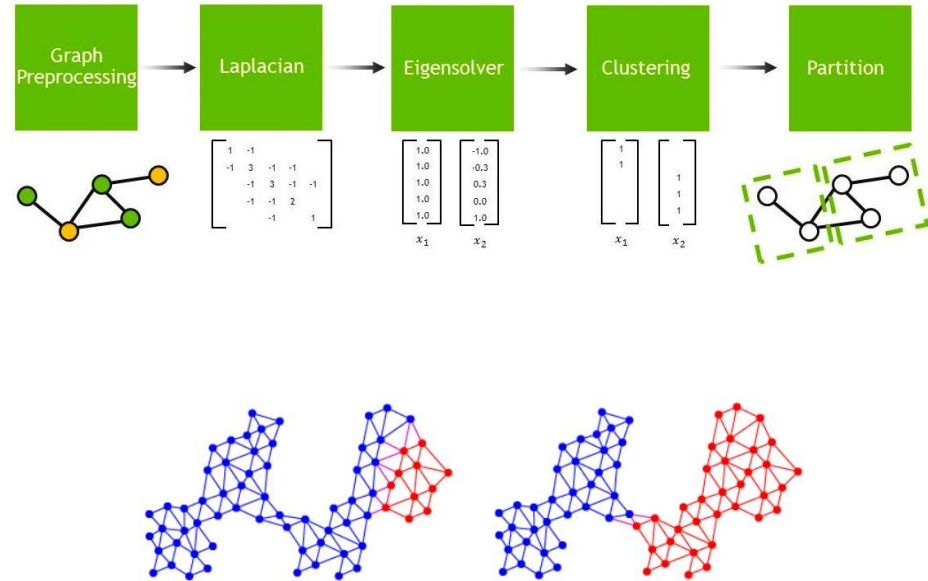 Graph
Preprocessing
Laplacian
Eigensolver
Clustering
Partition
1 -1
-1 3 -1 -1
-1 3 -1 -1
-1 -1 2
-1 1
1.0
1.0
1.0
1.0
1.0
x₁
-1.0
-0.3
0.3
0.0
1.0
x₂
1
1
x₁
1
1
1
x₂